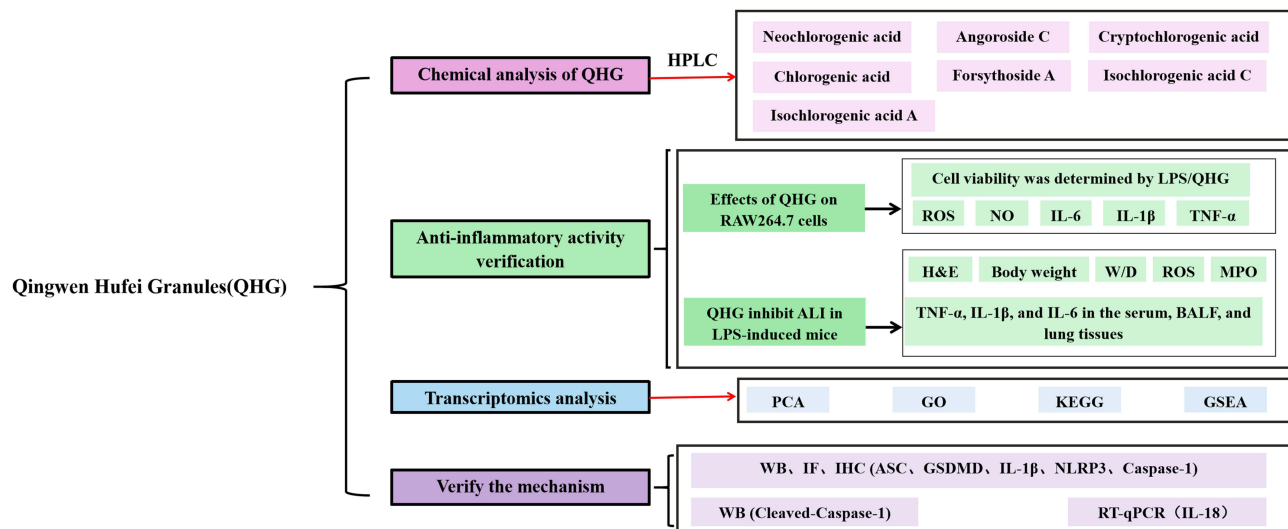 Qingwen Hufei Granules(QHG)
Chemical analysis of QHG
HPLC
Neochlorogenic acid
Angoroside C
Cryptochlorogenic acid
Chlorogenic acid
Forsythoside A
Isochlorogenic acid C
Isochlorogenic acid A
Anti-inflammatory activity
verification
Effects of QHG on
RAW264.7 cells
Cell viability was determined by LPS/QHG
ROS
NO
IL-6
IL-1β
TNF-α
QHG inhibit ALI in
LPS-induced mice
H&E
Body weight
W/D
ROS
MPO
TNF-α, IL-1β, and IL-6 in the serum, BALF, and
lung tissues
Transcriptomics analysis
PCA
GO
KEGG
GSEA
Verify the mechanism
WB、IF、IHC (ASC、GSDMD、IL-1β、NLRP3、Caspase-1)
WB (Cleaved-Caspase-1)
RT-qPCR（IL-18）